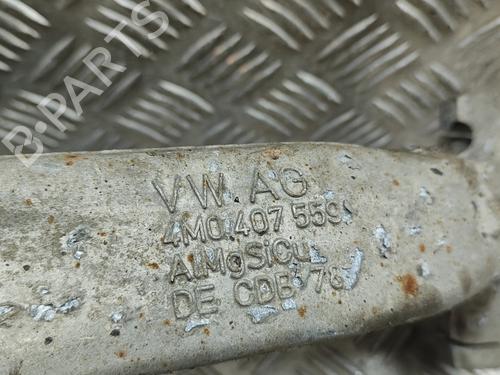 B-PARTS
VW AG
4M0 407 559
AlMgSiCu
DE CDB 78